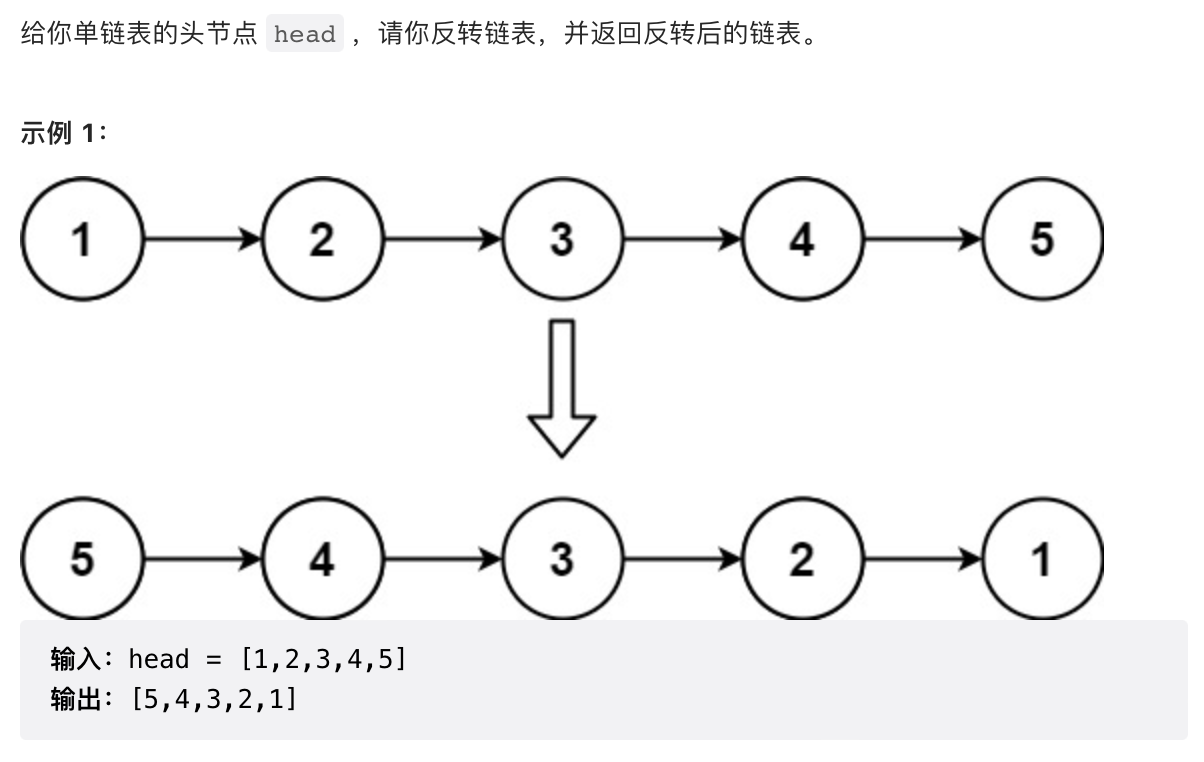 给你单链表的头节点 head ，请你反转链表，并返回反转后的链表。
示例 1：
1 2 3 4 5
5 4 3 2 1
输入：head = [1,2,3,4,5]
输出：[5,4,3,2,1]